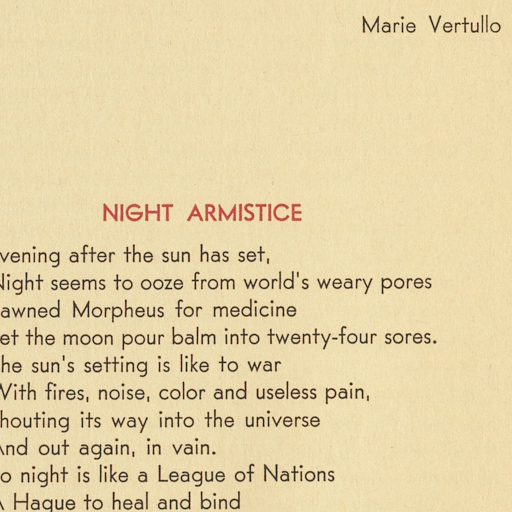 Marie Vertullo
NIGHT ARMISTICE
vening after the sun has set,
Night seems to ooze from world's weary pores
awned Morpheus for medicine
et the moon pour balm into twenty-four sores.
he sun's setting is like to war
With fires, noise, color and useless pain,
houting its way into the universe
And out again, in vain.
o night is like a League of Nations
A Hague to heal and bind